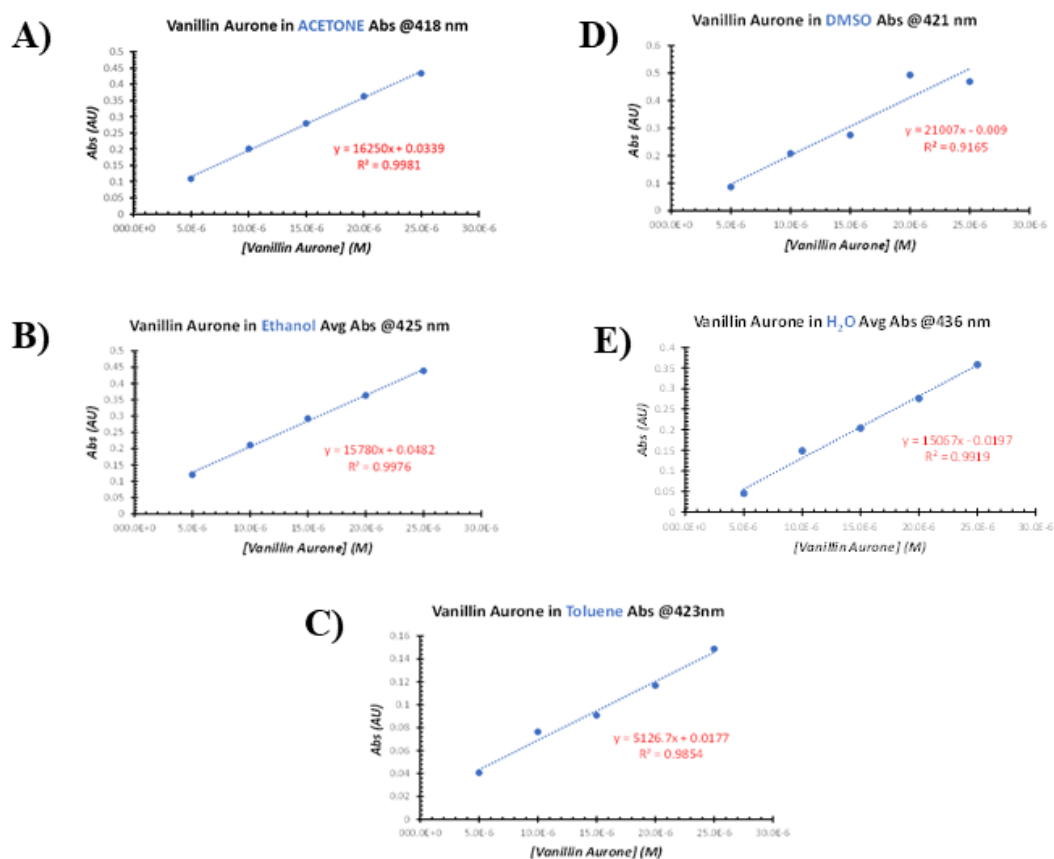 A)
Vanillin Aurone in ACETONE Abs @418 nm
Abs (AU)
0.5
0.45
0.4
0.35
0.3
0.25
0.2
0.15
0.1
0.05
0
y = 16250x + 0.0339
R² = 0.9981
000.0E+0 5.0E-6 10.0E-6 15.0E-6 20.0E-6 25.0E-6 30.0E-6
[Vanillin Aurone] (M)
D)
Vanillin Aurone in DMSO Abs @421 nm
Abs (AU)
0.6
0.5
0.4
0.3
0.2
0.1
0
y = 21007x - 0.009
R² = 0.9165
000.0E+0 5.0E-6 10.0E-6 15.0E-6 20.0E-6 25.0E-6 30.0E-6
[Vanillin Aurone] (M)
B)
Vanillin Aurone in Ethanol Avg Abs @425 nm
Abs (AU)
0.5
0.45
0.4
0.35
0.3
0.25
0.2
0.15
0.1
0.05
0
y = 15780x + 0.0482
R² = 0.9976
000.0E+0 5.0E-6 10.0E-6 15.0E-6 20.0E-6 25.0E-6 30.0E-6
[Vanillin Aurone] (M)
E)
Vanillin Aurone in H₂O Avg Abs @436 nm
Abs (AU)
0.4
0.35
0.3
0.25
0.2
0.15
0.1
0.05
0
y = 15067x - 0.0197
R² = 0.9919
000.0E+0 5.0E-6 10.0E-6 15.0E-6 20.0E-6 25.0E-6 30.0E-6
[Vanillin Aurone] (M)
C)
Vanillin Aurone in Toluene Abs @423nm
Abs (AU)
0.16
0.14
0.12
0.1
0.08
0.06
0.04
0.02
0
y = 5126.7x + 0.0177
R² = 0.9854
000.0E+0 5.0E-6 10.0E-6 15.0E-6 20.0E-6 25.0E-6 30.0E-6
[Vanillin Aurone] (M)